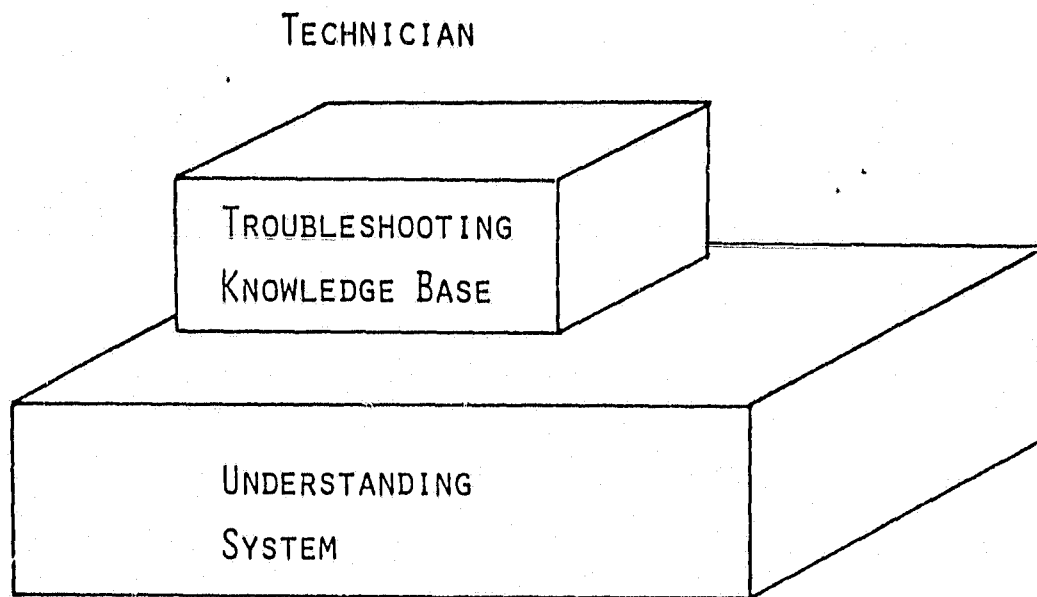 TECHNICIAN
TROUBLESHOOTING
KNOWLEDGE BASE
UNDERSTANDING
SYSTEM